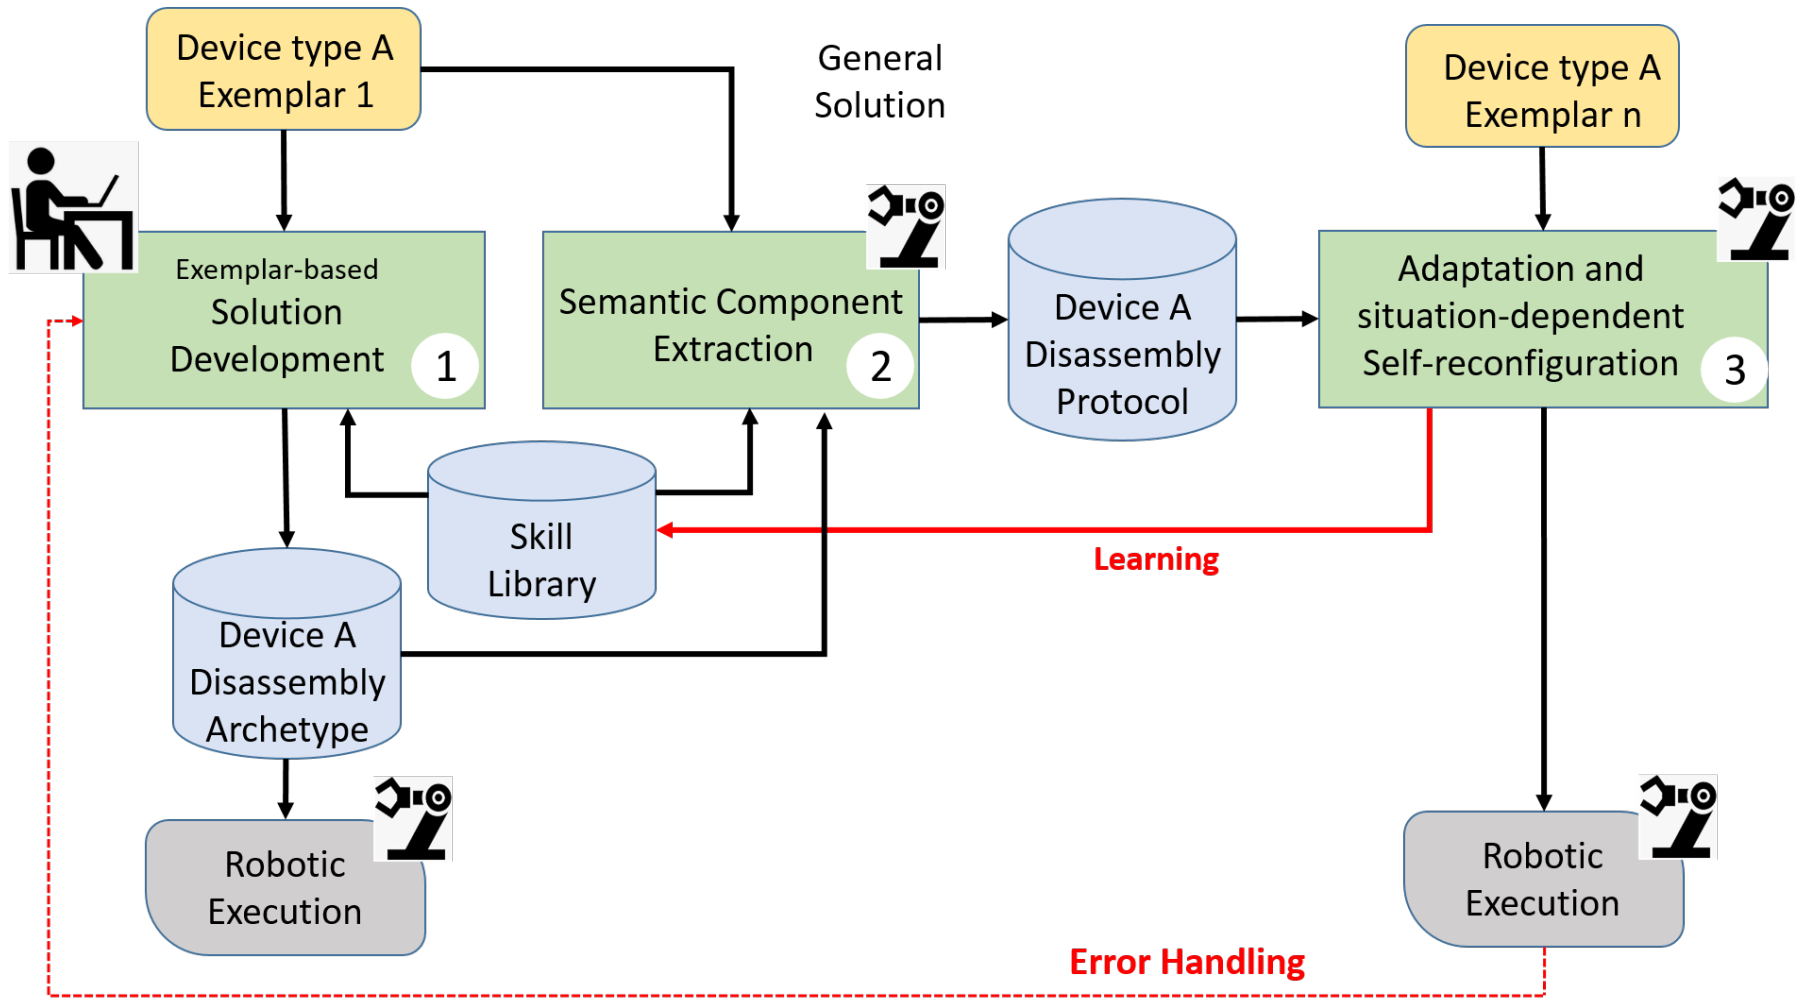 Device type A
Exemplar 1
General
Solution
Device type A
Exemplar n
Exemplar-based
Solution
Development
1
Semantic Component
Extraction
2
Device A
Disassembly
Protocol
Adaptation and
situation-dependent
Self-reconfiguration
3
Skill
Library
Learning
Device A
Disassembly
Archetype
Robotic
Execution
Robotic
Execution
Error Handling